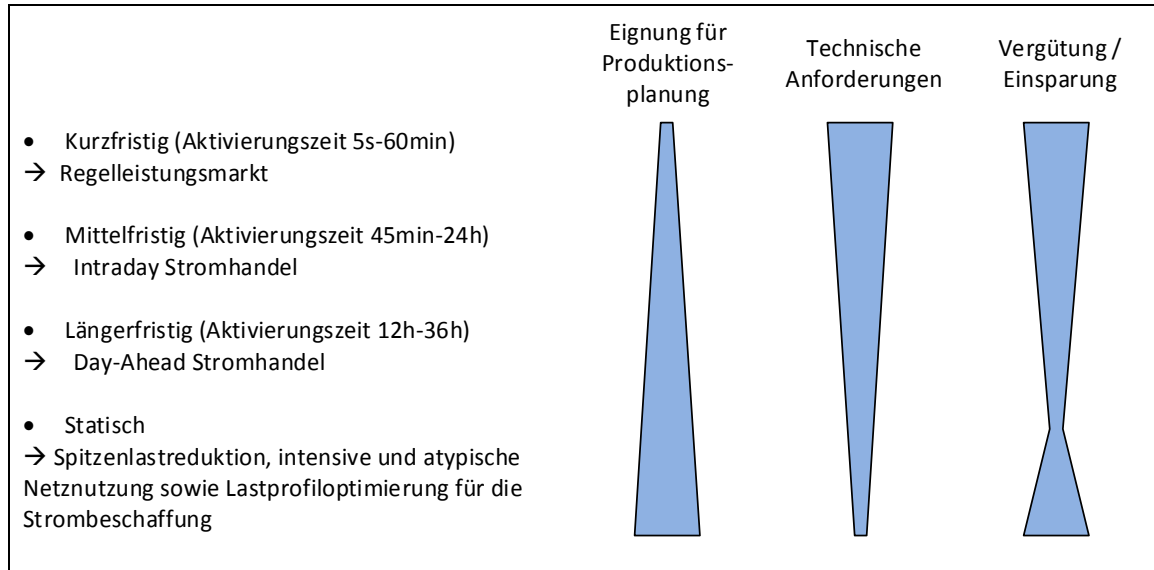 Eignung für
Produktions-
planung
Technische
Anforderungen
Vergütung /
Einsparung
• Kurzfristig (Aktivierungszeit 5s-60min)
→ Regelleistungsmarkt
• Mittelfristig (Aktivierungszeit 45min-24h)
→ Intraday Stromhandel
• Längerfristig (Aktivierungszeit 12h-36h)
→ Day-Ahead Stromhandel
• Statisch
→ Spitzenlastreduktion, intensive und atypische
Netznutzung sowie Lastprofiloptimierung für die
Strombeschaffung